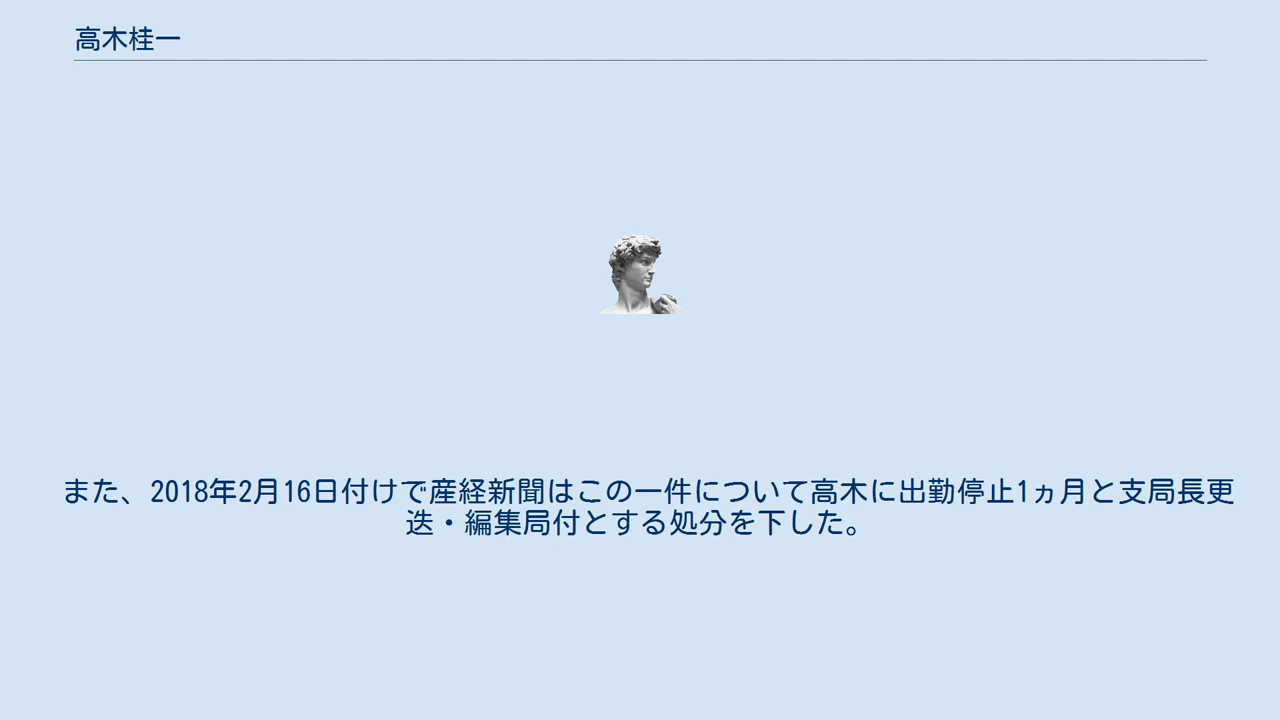 高木桂一
また、2018年2月16日付けで産経新聞はこの一件について高木に出勤停止1ヵ月と支局長更
迭・編集局付とする処分を下した。